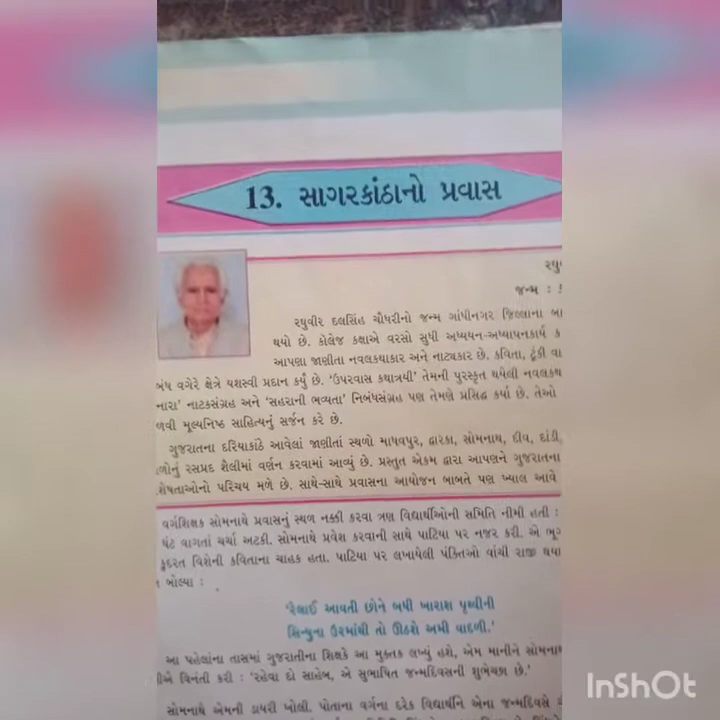 13. સાગરકાંઠાનો પ્રવાસ
રઘુ
જન્મ :
રઘુવીર દલસિંહ ચૌધરીનો જન્મ ગાંધીનગર જિલ્લાના બા
થયો છે. કૉલેજ કક્ષાએ વરસો સુધી અધ્યયન-અધ્યાપનકાર્ય ક
આપણા જાણીતા નવલકથાકાર અને નાટ્યકાર છે. કવિતા, ટૂંકી વા
બંધ વગેરે ક્ષેત્રે યશસ્વી પ્રદાન કર્યું છે. 'ઉપરવાસ કથાત્રયી' તેમની પુરસ્કૃત થયેલી નવલકથ
નારા' નાટકસંગ્રહ અને 'સહરાની ભવ્યતા' નિબંધસંગ્રહ પણ તેમણે પ્રસિદ્ધ કર્યા છે. તેઓ
ળવી મૂલ્યનિષ્ઠ સાહિત્યનું સર્જન કરે છે.
ગુજરાતના દરિયાકાંઠે આવેલાં જાણીતાં સ્થળો માધવપુર, દ્વારકા, સોમનાથ, દીવ, દાંડી,
ળોનું રસપ્રદ શૈલીમાં વર્ણન કરવામાં આવ્યું છે. પ્રસ્તુત એકમ દ્વારા આપણને ગુજરાતના
શેષતાઓનો પરિચય મળે છે. સાથે-સાથે પ્રવાસના આયોજન બાબતે પણ ખ્યાલ આવે
વર્ગશિક્ષક સોમનાથે પ્રવાસનું સ્થળ નક્કી કરવા ત્રણ વિદ્યાર્થિઓની સમિતિ નીમી હતી :
ઘંટ વાગતાં ચર્ચા અટકી. સોમનાથે પ્રવેશ કરવાની સાથે પાટિયા પર નજર કરી. એ ભૂગ
કુદરત વિશેની કવિતાના ચાહક હતા. પાટિયા પર લખાયેલી પંક્તિઓ વાંચી રાજી થયા
બોલ્યા :
'રેલાઈ આવતી છોને બધી ખારાશ પૃથ્વીની
સિન્ધુના ઉરમાંથી તો ઊઠશે અમી વાદળી.'
આ પહેલાંના તાસમાં ગુજરાતીના શિક્ષકે આ મુક્તક લખ્યું હશે, એમ માનીને સોમનાથ
ીએ વિનંતી કરી : 'રહેવા દો સાહેબ, એ સુભાષિત જન્મદિવસની શુભેચ્છા છે.'
સોમનાથે એમની ડાયરી ખોલી. પોતાના વર્ગના દરેક વિદ્યાર્થીને એના જન્મદિવસે
InShOt